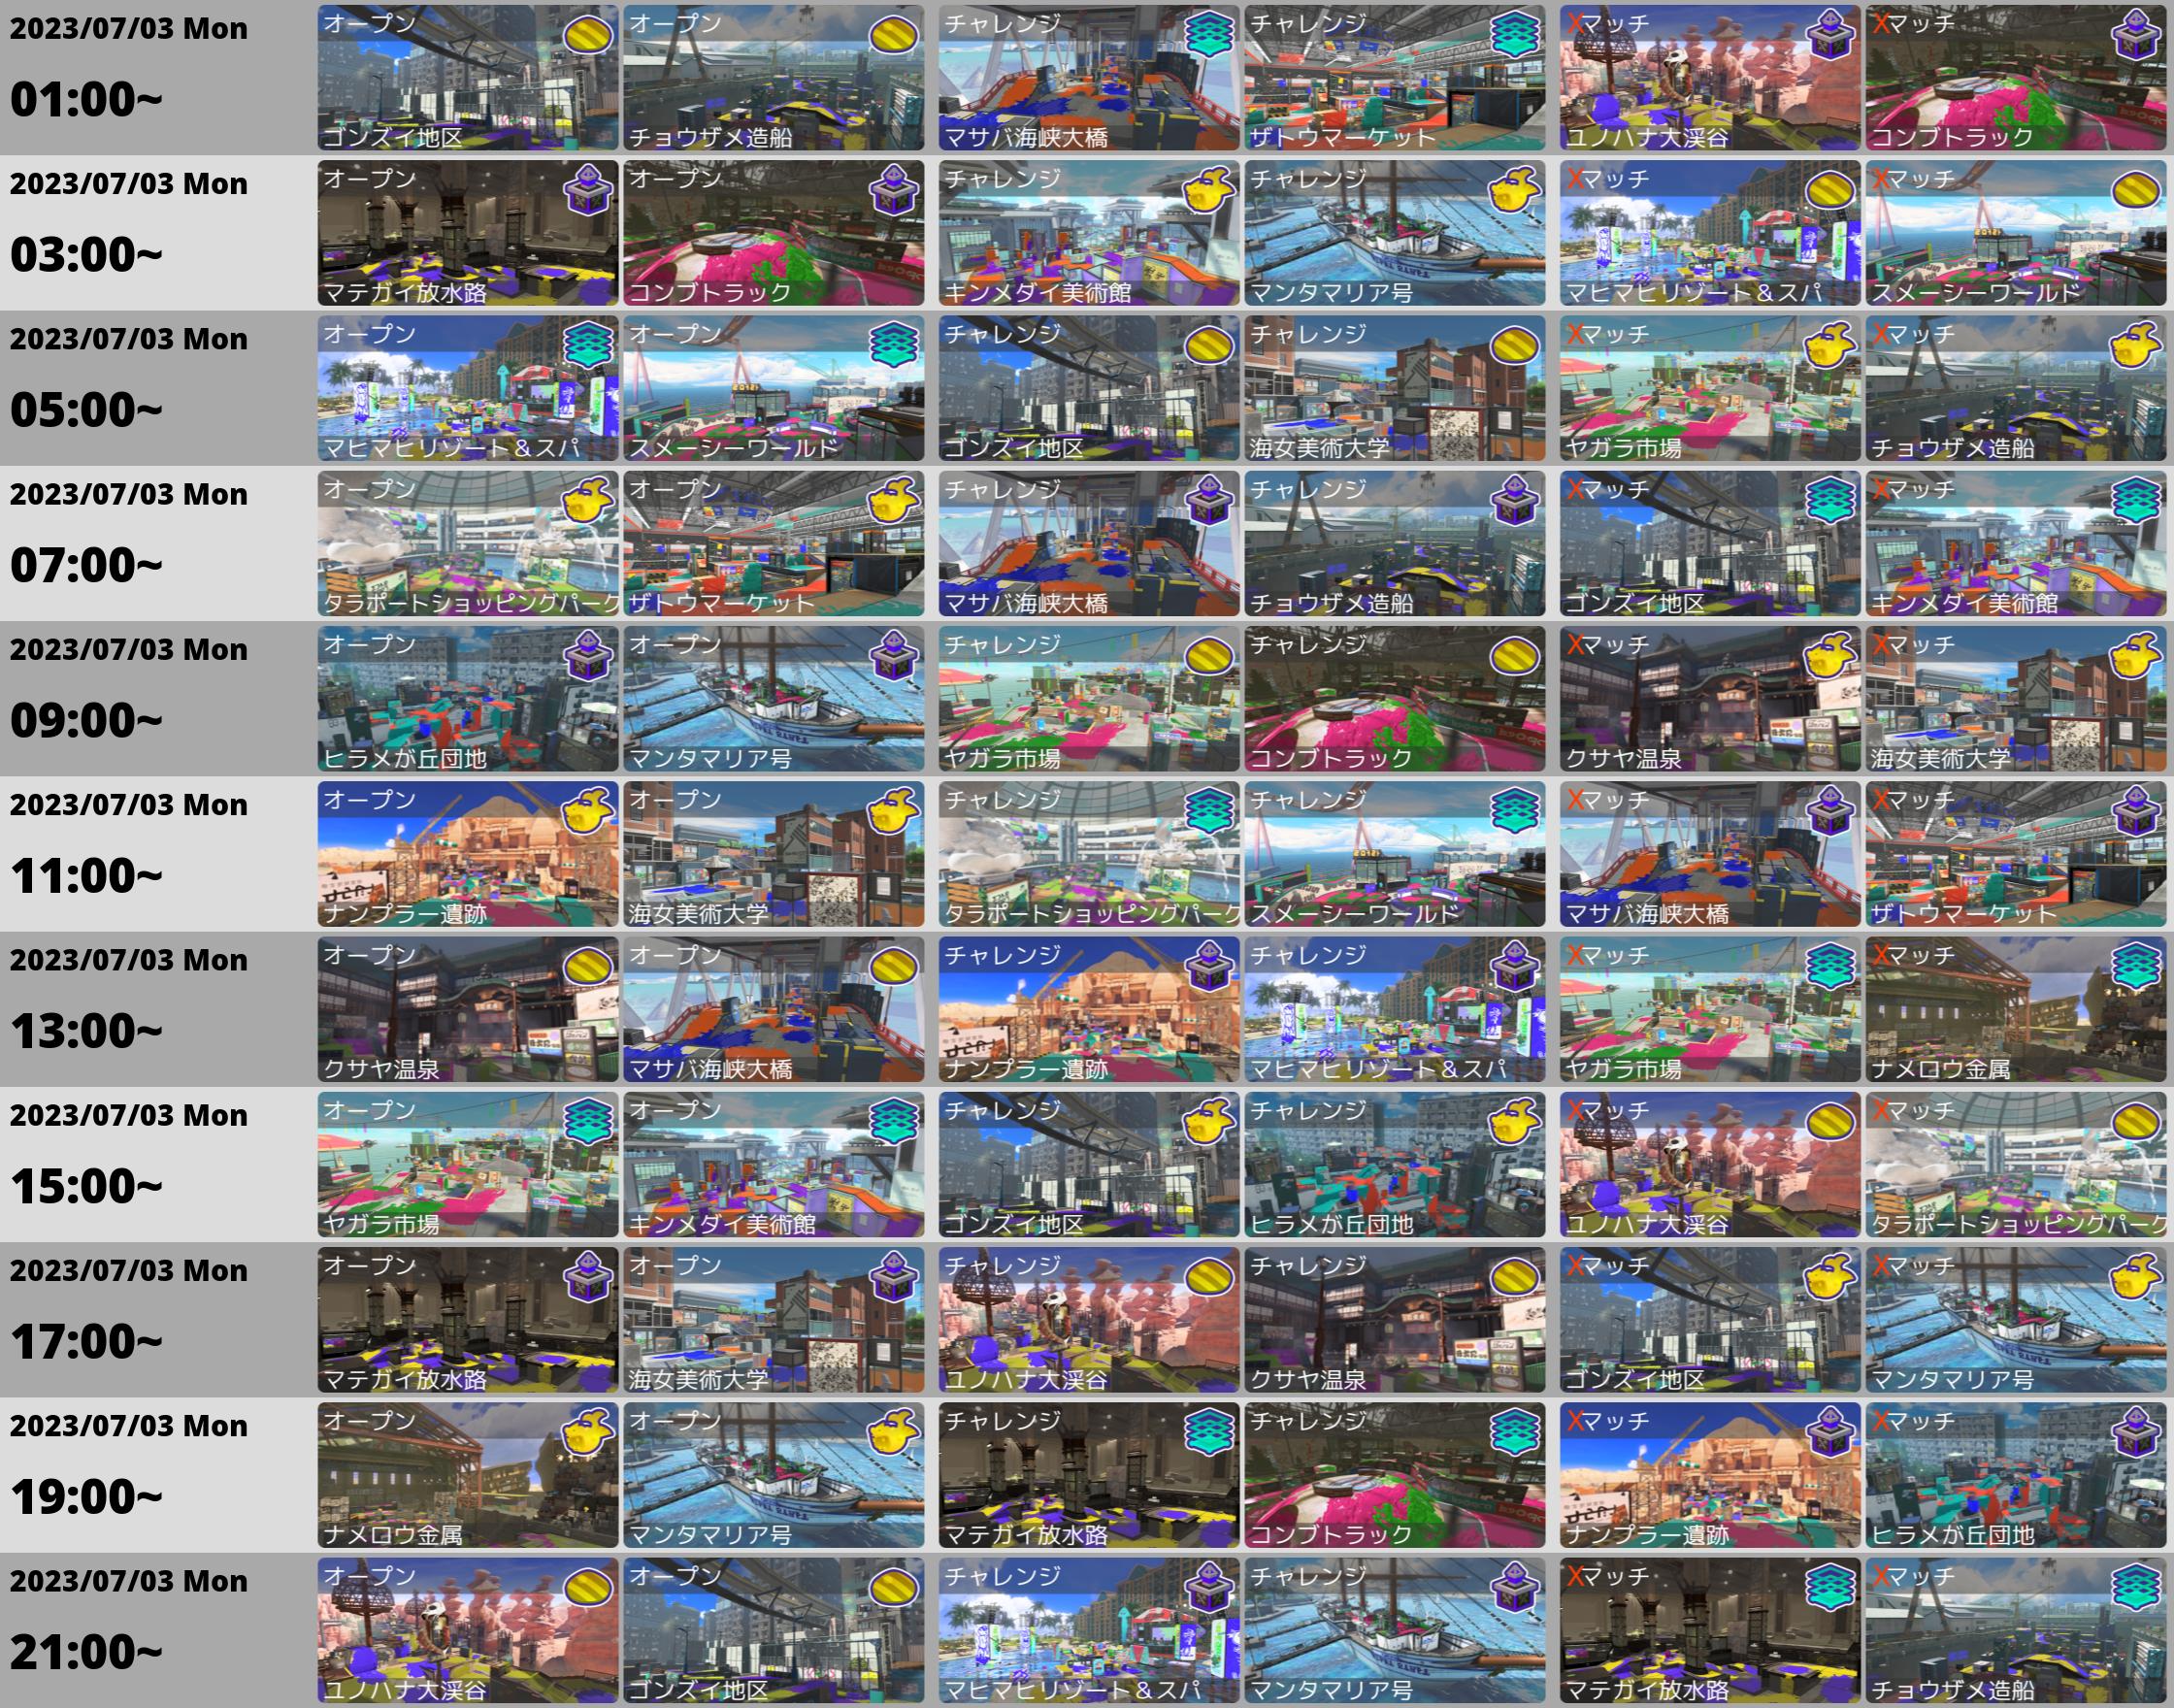 2023/07/03 Mon
01:00~
オープン
ゴンズイ地区
オープン
チョウザメ造船
チャレンジ
マサバ海峡大橋
チャレンジ
ザトウマーケット
Xマッチ
ユノハナ大渓谷
Xマッチ
コンブトラック
2023/07/03 Mon
03:00~
オープン
マテガイ放水路
オープン
コンブトラック
チャレンジ
キンメダイ美術館
チャレンジ
マンタマリア号
Xマッチ
マヒマヒリゾート＆スパ
Xマッチ
スメーシーワールド
2023/07/03 Mon
05:00~
オープン
マヒマヒリゾート＆スパ
オープン
スメーシーワールド
チャレンジ
ゴンズイ地区
チャレンジ
海女美術大学
Xマッチ
ヤガラ市場
Xマッチ
チョウザメ造船
2023/07/03 Mon
07:00~
オープン
タラポートショッピングパーク
オープン
ザトウマーケット
チャレンジ
マサバ海峡大橋
チャレンジ
チョウザメ造船
Xマッチ
ゴンズイ地区
Xマッチ
キンメダイ美術館
2023/07/03 Mon
09:00~
オープン
ヒラメが丘団地
オープン
マンタマリア号
チャレンジ
ヤガラ市場
チャレンジ
コンブトラック
Xマッチ
クサヤ温泉
Xマッチ
海女美術大学
2023/07/03 Mon
11:00~
オープン
ナンプラー遺跡
オープン
海女美術大学
チャレンジ
タラポートショッピングパーク
チャレンジ
スメーシーワールド
Xマッチ
マサバ海峡大橋
Xマッチ
ザトウマーケット
2023/07/03 Mon
13:00~
オープン
クサヤ温泉
オープン
マサバ海峡大橋
チャレンジ
ナンプラー遺跡
チャレンジ
マヒマヒリゾート＆スパ
Xマッチ
ヤガラ市場
Xマッチ
ナメロウ金属
2023/07/03 Mon
15:00~
オープン
ヤガラ市場
オープン
キンメダイ美術館
チャレンジ
ゴンズイ地区
チャレンジ
ヒラメが丘団地
Xマッチ
ユノハナ大渓谷
Xマッチ
タラポートショッピングパーク
2023/07/03 Mon
17:00~
オープン
マテガイ放水路
オープン
海女美術大学
チャレンジ
ユノハナ大渓谷
チャレンジ
クサヤ温泉
Xマッチ
ゴンズイ地区
Xマッチ
マンタマリア号
2023/07/03 Mon
19:00~
オープン
ナメロウ金属
オープン
マンタマリア号
チャレンジ
マテガイ放水路
チャレンジ
コンブトラック
Xマッチ
ナンプラー遺跡
Xマッチ
ヒラメが丘団地
2023/07/03 Mon
21:00~
オープン
ユノハナ大渓谷
オープン
ゴンズイ地区
チャレンジ
マヒマヒリゾート＆スパ
チャレンジ
マンタマリア号
Xマッチ
マテガイ放水路
Xマッチ
チョウザメ造船